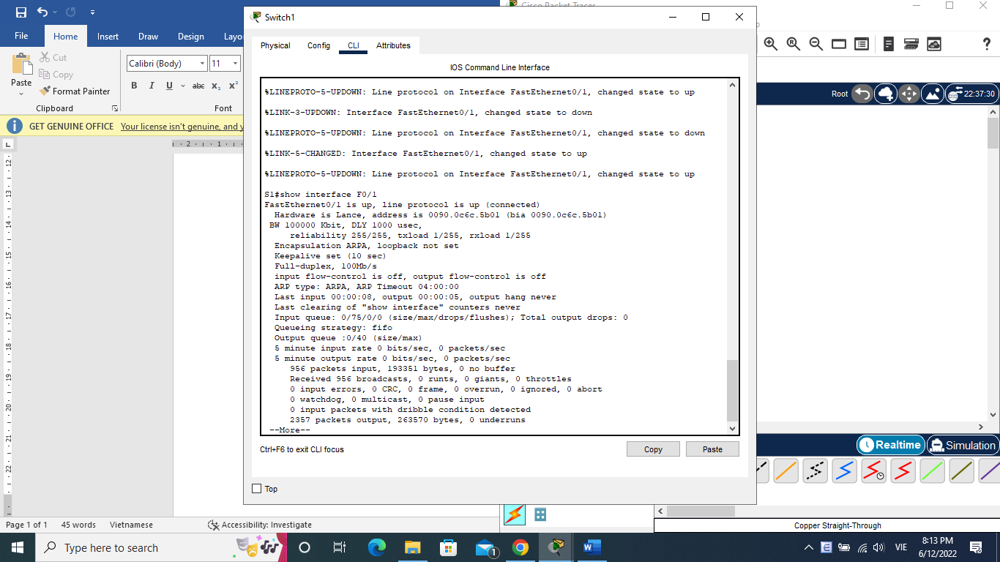 Switch1
Cisco Packet Tracer
File Home Insert Draw Design Layou
Physical Config CLI Attributes
Cut
Copy
Paste
Format Painter
Clipboard
Calibri (Body) 11
B I U abc x₂ x²
Font
GET GENUINE OFFICE Your license isn't genuine, and y
IOS Command Line Interface
%LINEPROTO-5-UPDOWN: Line protocol on Interface FastEthernet0/1, changed state to up
%LINK-3-UPDOWN: Interface FastEthernet0/1, changed state to down
%LINEPROTO-5-UPDOWN: Line protocol on Interface FastEthernet0/1, changed state to down
%LINK-5-CHANGED: Interface FastEthernet0/1, changed state to up
%LINEPROTO-5-UPDOWN: Line protocol on Interface FastEthernet0/1, changed state to up
S1#show interface F0/1
FastEthernet0/1 is up, line protocol is up (connected)
Hardware is Lance, address is 0090.0c6c.5b01 (bia 0090.0c6c.5b01)
BW 100000 Kbit, DLY 1000 usec,
reliability 255/255, txload 1/255, rxload 1/255
Encapsulation ARPA, loopback not set
Keepalive set (10 sec)
Full-duplex, 100Mb/s
input flow-control is off, output flow-control is off
ARP type: ARPA, ARP Timeout 04:00:00
Last input 00:00:08, output 00:00:05, output hang never
Last clearing of "show interface" counters never
Input queue: 0/75/0/0 (size/max/drops/flushes); Total output drops: 0
Queueing strategy: fifo
Output queue :0/40 (size/max)
5 minute input rate 0 bits/sec, 0 packets/sec
5 minute output rate 0 bits/sec, 0 packets/sec
956 packets input, 193351 bytes, 0 no buffer
Received 956 broadcasts, 0 runts, 0 giants, 0 throttles
0 input errors, 0 CRC, 0 frame, 0 overrun, 0 ignored, 0 abort
0 watchdog, 0 multicast, 0 pause input
0 input packets with dribble condition detected
2357 packets output, 263570 bytes, 0 underruns
--More--
Ctrl+F6 to exit CLI focus
Copy Paste
Top
Root 22:37:30
Realtime Simulation
Copper Straight-Through
2 1
12
13
14
15
16
17
18
19
20
21
22
Page 1 of 1 45 words Vietnamese Accessibility: Investigate
Type here to search
1
VIE
8:13 PM
6/12/2022